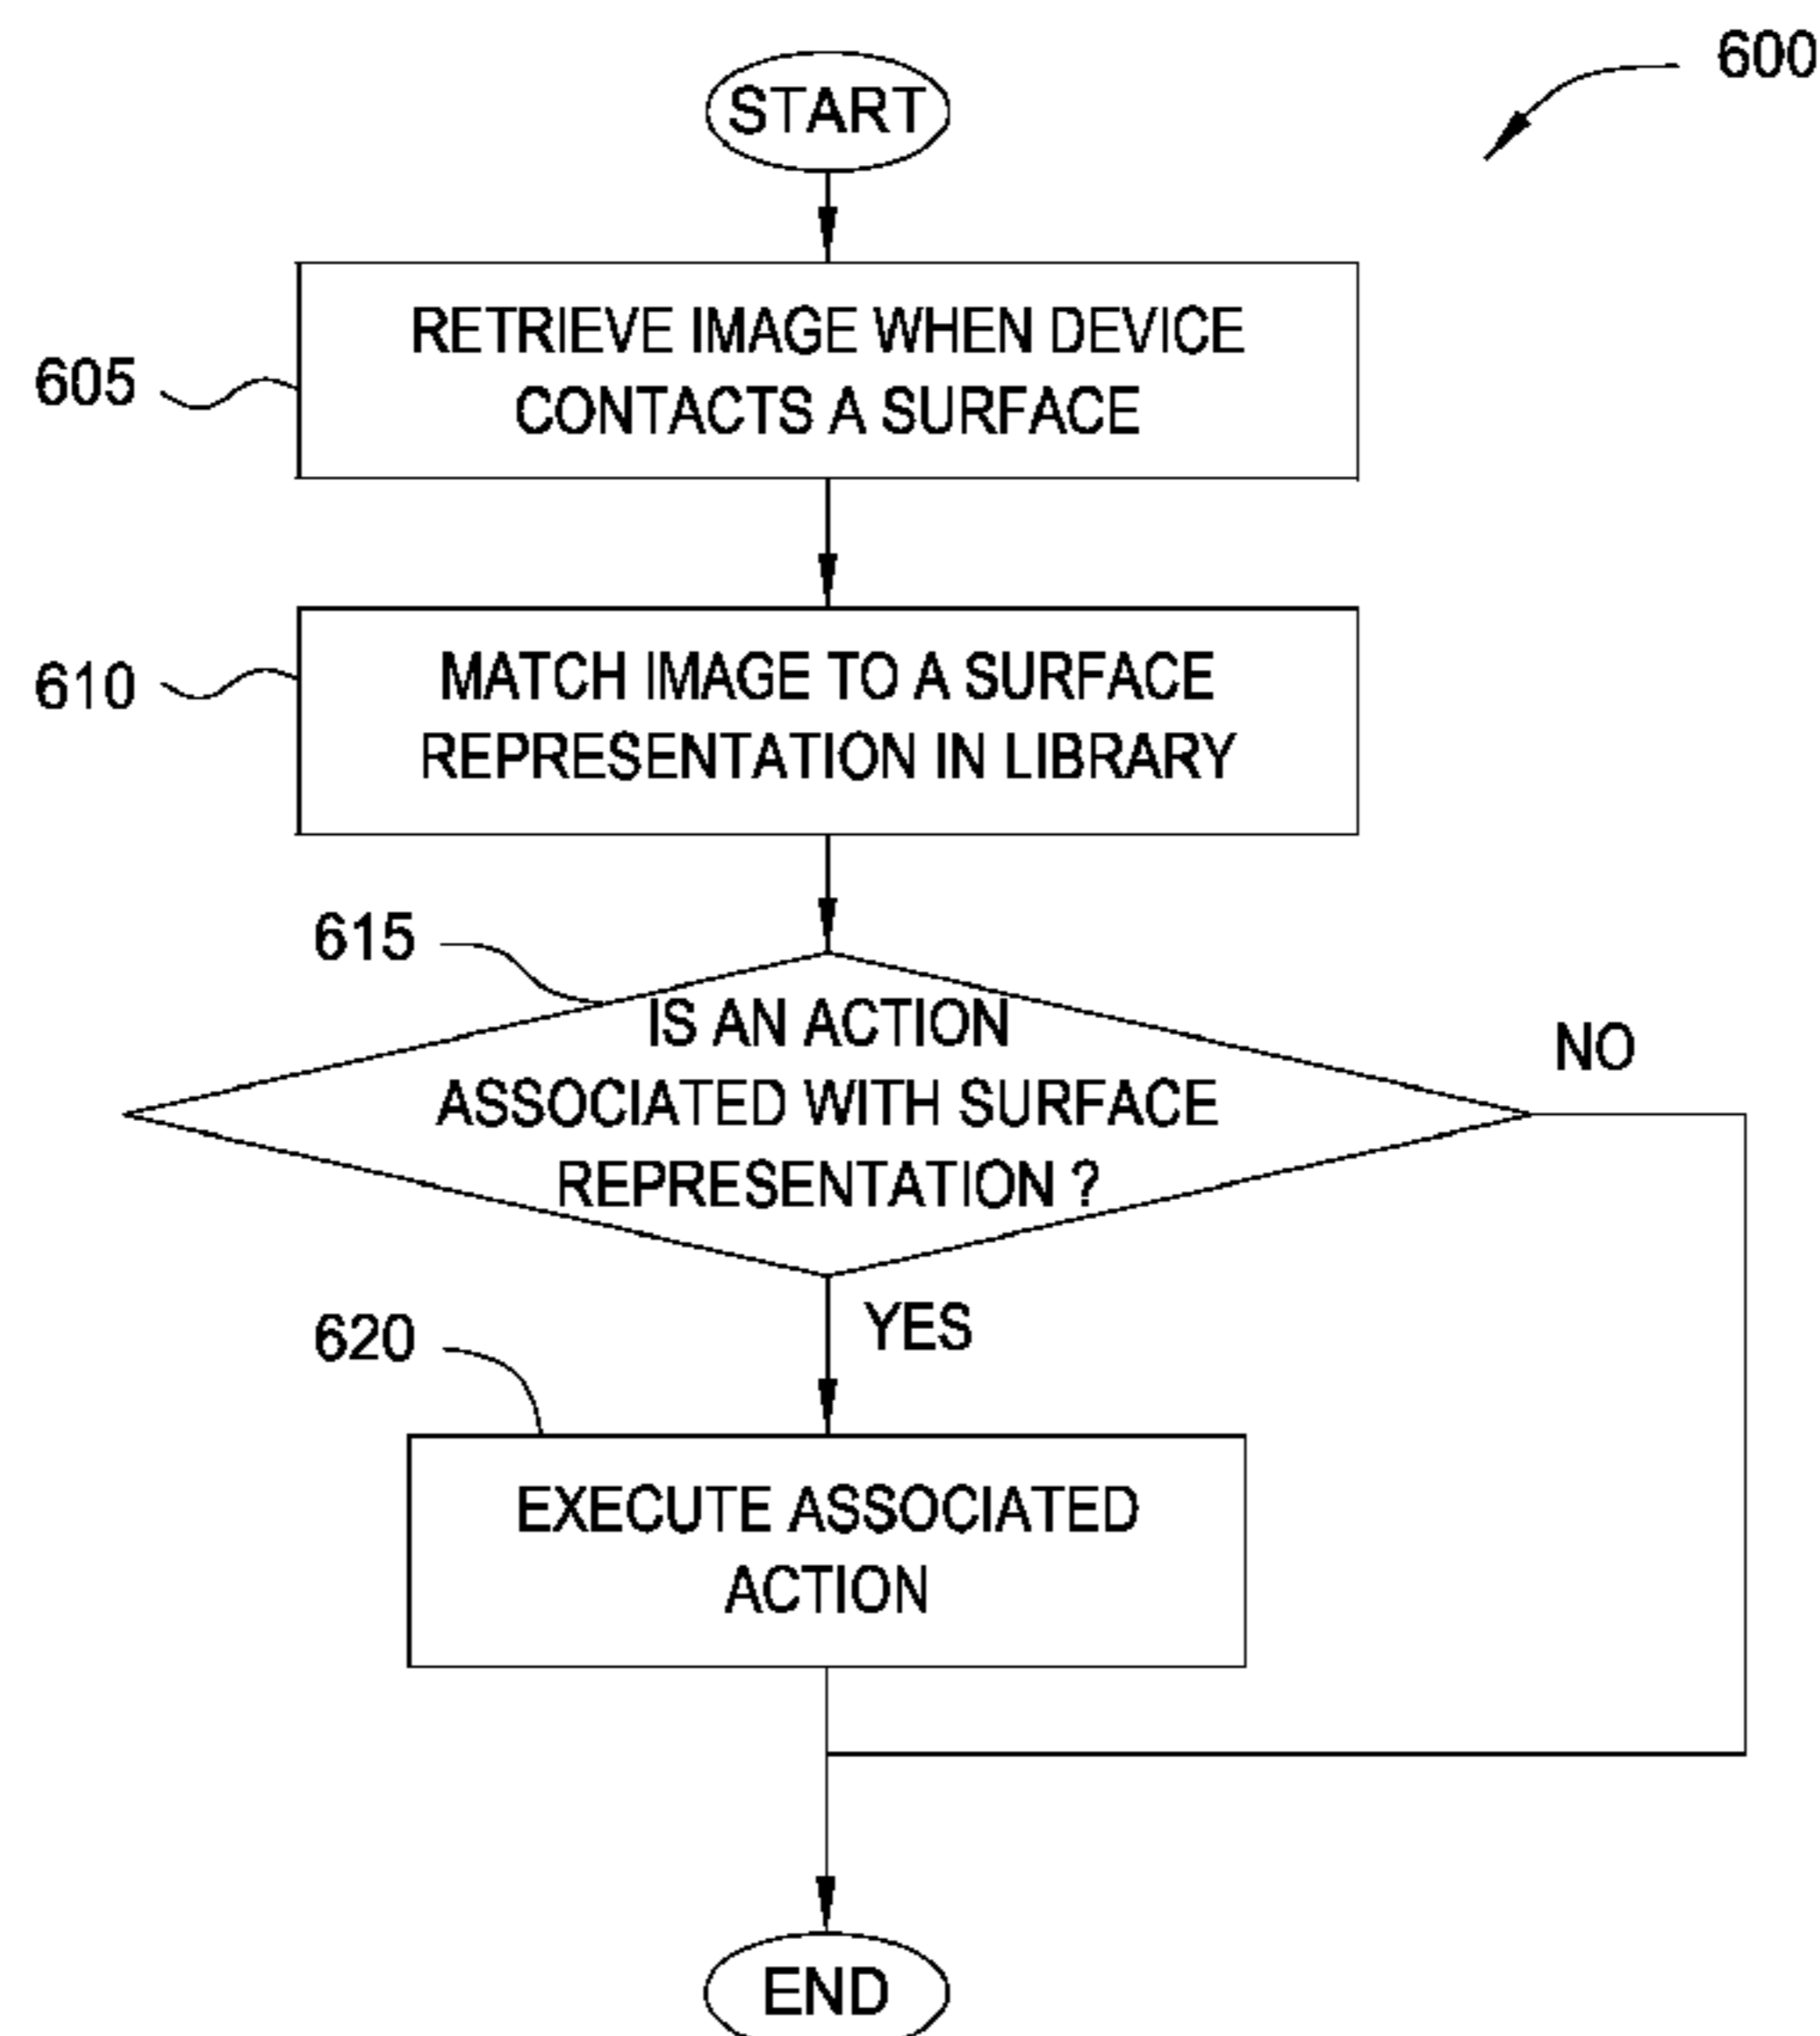 600
START
605
RETRIEVE IMAGE WHEN DEVICE
CONTACTS A SURFACE
610
MATCH IMAGE TO A SURFACE
REPRESENTATION IN LIBRARY
615
IS AN ACTION
ASSOCIATED WITH SURFACE
REPRESENTATION ?
NO
YES
620
EXECUTE ASSOCIATED
ACTION
END